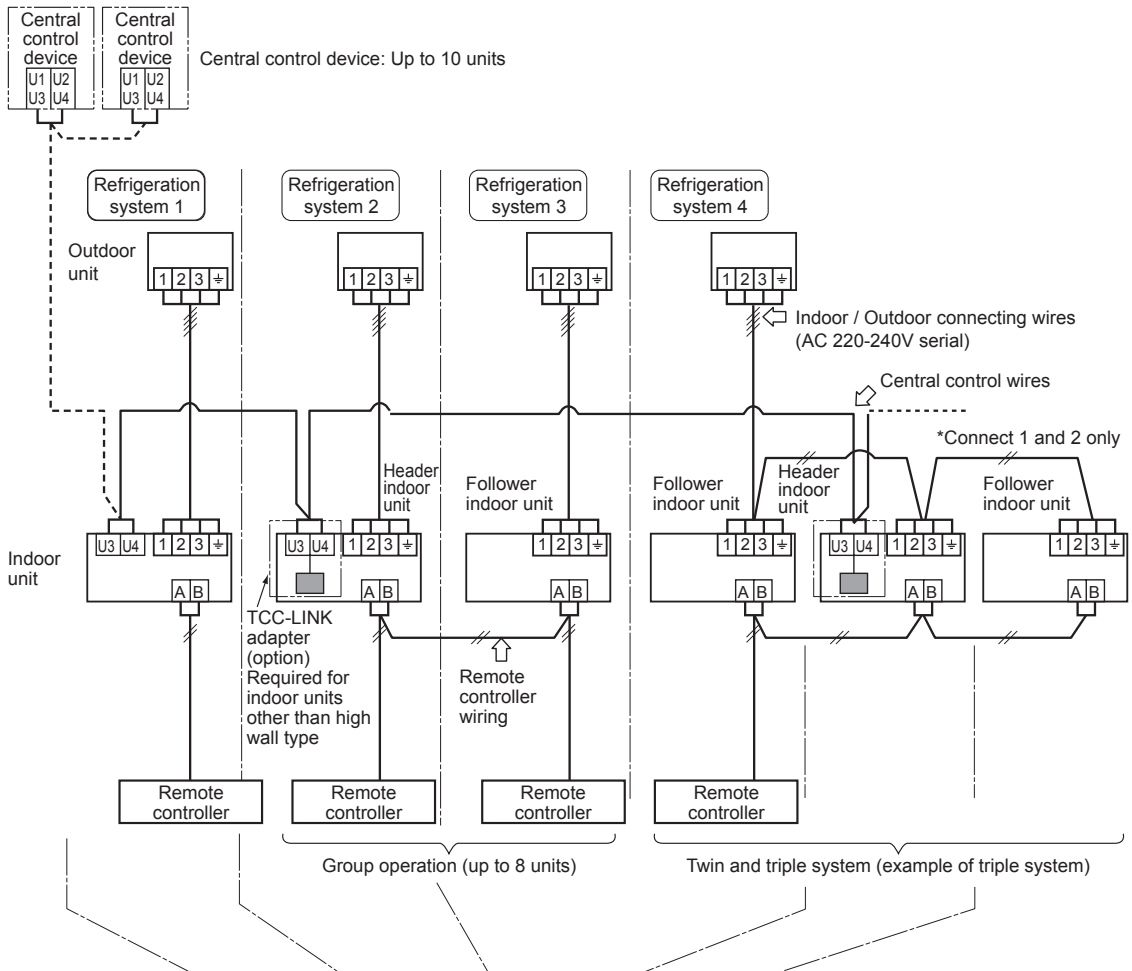 Central
control
device
U1 U2
U3 U4
Central
control
device
U1 U2
U3 U4
Central control device: Up to 10 units
Refrigeration
system 1
Refrigeration
system 2
Refrigeration
system 3
Refrigeration
system 4
Outdoor
unit
1 2 3 ⏚
1 2 3 ⏚
1 2 3 ⏚
1 2 3 ⏚
Indoor / Outdoor connecting wires
(AC 220-240V serial)
Central control wires
*Connect 1 and 2 only
Header
indoor
unit
Follower
indoor unit
Follower
indoor unit
Header
indoor
unit
Follower
indoor unit
Indoor
unit
U3 U4
1 2 3 ⏚
A B
U3 U4
1 2 3 ⏚
A B
1 2 3 ⏚
A B
1 2 3 ⏚
A B
U3 U4
1 2 3 ⏚
A B
1 2 3 ⏚
A B
TCC-LINK
adapter
(option)
Required for
indoor units
other than high
wall type
Remote
controller
wiring
Remote
controller
Remote
controller
Remote
controller
Remote
controller
Group operation (up to 8 units)
Twin and triple system (example of triple system)